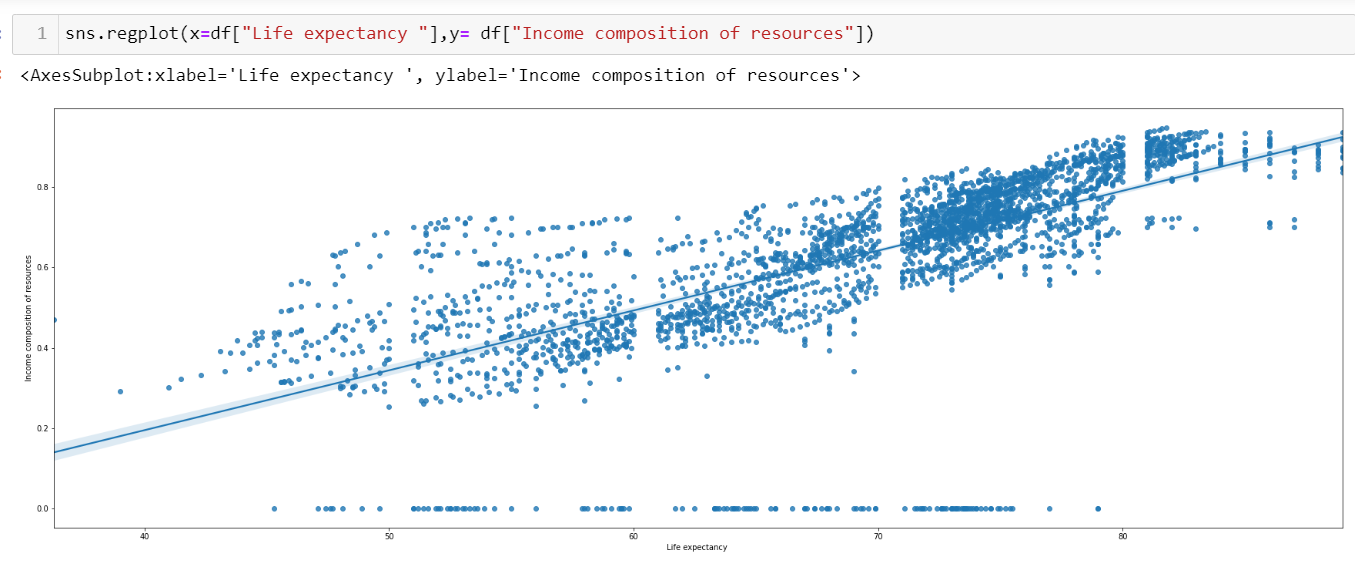 1 sns.regplot(x=df["Life expectancy "],y= df["Income composition of resources"])
<AxesSubplot:xlabel='Life expectancy ', ylabel='Income composition of resources'>
Income composition of resources
0.8
0.6
0.4
0.2
0.0
40 50 60 70 80
Life expectancy